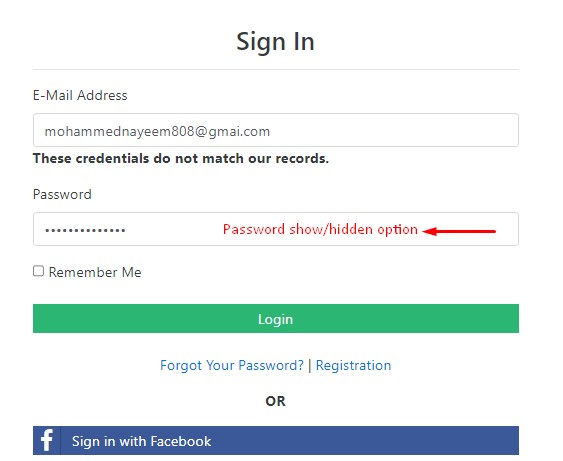 Sign In
E-Mail Address
mohammednayeem808@gmai.com
These credentials do not match our records.
Password
••••••••••••••
Password show/hidden option
Remember Me
Login
Forgot Your Password? | Registration
OR
f Sign in with Facebook